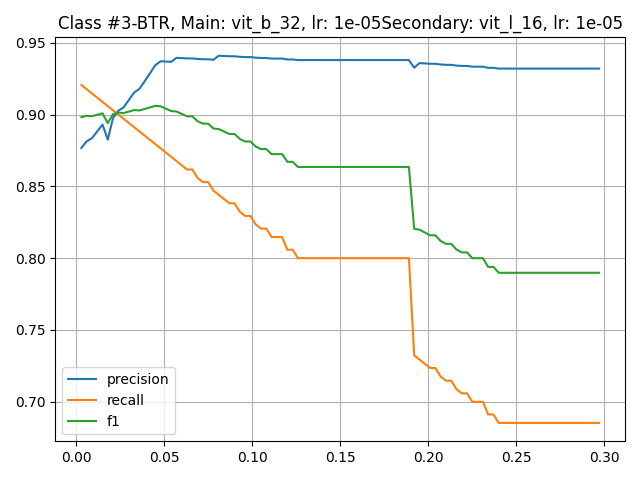 Class #3-BTR, Main: vit_b_32, lr: 1e-05Secondary: vit_l_16, lr: 1e-05
0.95
0.90
0.85
0.80
0.75
0.70
precision
recall
f1
0.00 0.05 0.10 0.15 0.20 0.25 0.30